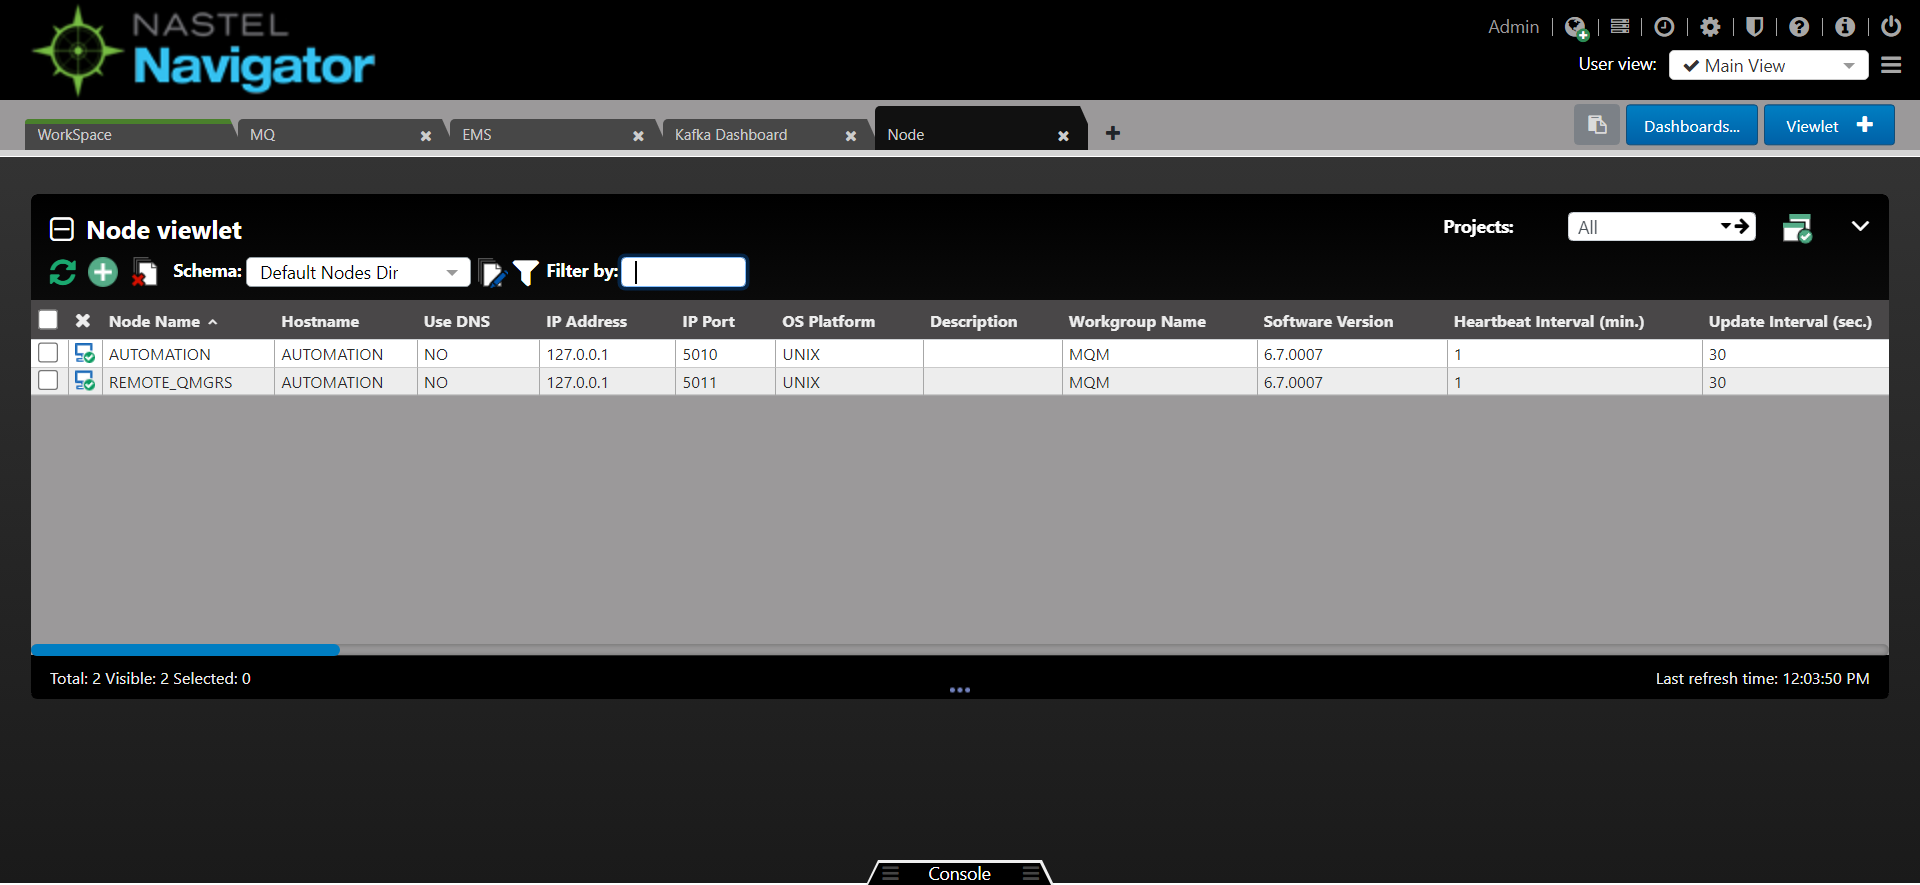 NASTEL
Navigator
Admin
User view: Main View
WorkSpace MQ EMS Kafka Dashboard Node
Dashboards... Viewlet
Node viewlet
Projects: All
Schema: Default Nodes Dir Filter by:
Node Name Hostname Use DNS IP Address IP Port OS Platform Description Workgroup Name Software Version Heartbeat Interval (min.) Update Interval (sec.)
AUTOMATION AUTOMATION NO 127.0.0.1 5010 UNIX MQM 6.7.0007 1 30
REMOTE_QMGRS AUTOMATION NO 127.0.0.1 5011 UNIX MQM 6.7.0007 1 30
Total: 2 Visible: 2 Selected: 0
Last refresh time: 12:03:50 PM
Console